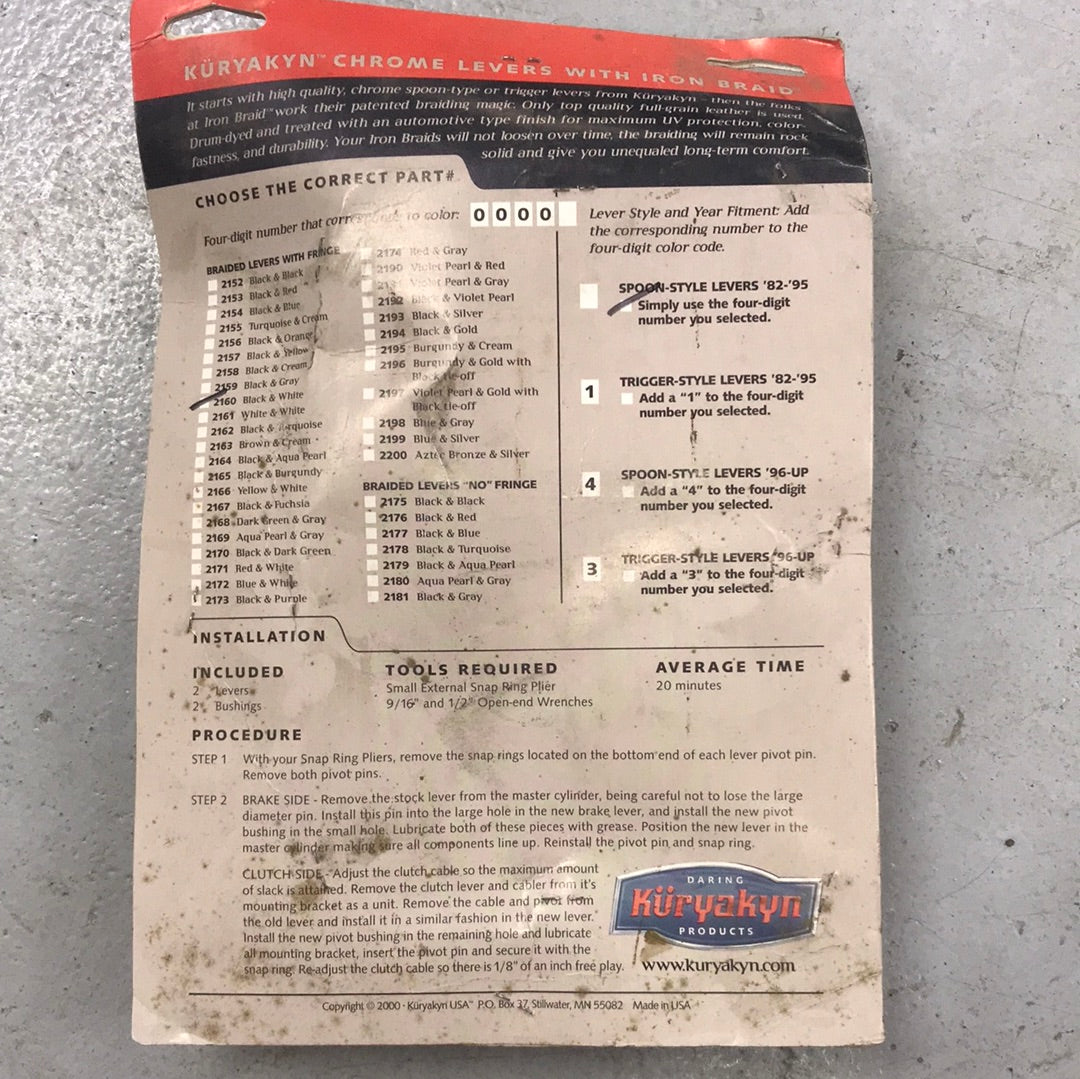 KÜRYAKYN™ CHROME LEVERS WITH IRON BRAID
It starts with high quality, chrome spoon-type or trigger levers from Küryakyn - then the folks
at Iron Braid™ work their patented braiding magic. Only top quality full-grain leather is used.
Drum-dyed and treated with an automotive type finish for maximum UV protection, color-
fastness, and durability. Your Iron Braids will not loosen over time, the braiding will remain rock
solid and give you unequaled long-term comfort.
CHOOSE THE CORRECT PART#
Four-digit number that corresponds to color: 0 0 0 0
BRAIDED LEVERS WITH FRINGE
2152 Black & Black
2153 Black & Red
2154 Black & Blue
2155 Turquoise & Cream
2156 Black & Orange
2157 Black & Yellow
2158 Black & Cream
2159 Black & Gray
2160 Black & White
2161 White & White
2162 Black & Turquoise
2163 Brown & Cream
2164 Black & Aqua Pearl
2165 Black & Burgundy
2166 Yellow & White
2167 Black & Fuchsia
2168 Dark Green & Gray
2169 Aqua Pearl & Gray
2170 Black & Dark Green
2171 Red & White
2172 Blue & White
2173 Black & Purple
2174 Red & Gray
2190 Violet Pearl & Red
2191 Violet Pearl & Gray
2192 Black & Violet Pearl
2193 Black & Silver
2194 Black & Gold
2195 Burgundy & Cream
2196 Burgundy & Gold with
Black tie-off
2197 Violet Pearl & Gold with
Black tie-off
2198 Blue & Gray
2199 Blue & Silver
2200 Aztec Bronze & Silver
BRAIDED LEVERS "NO" FRINGE
2175 Black & Black
2176 Black & Red
2177 Black & Blue
2178 Black & Turquoise
2179 Black & Aqua Pearl
2180 Aqua Pearl & Gray
2181 Black & Gray
Lever Style and Year Fitment: Add
the corresponding number to the
four-digit color code.
SPOON-STYLE LEVERS '82-'95
Simply use the four-digit
number you selected.
1 TRIGGER-STYLE LEVERS '82-'95
Add a "1" to the four-digit
number you selected.
4 SPOON-STYLE LEVERS '96-UP
Add a "4" to the four-digit
number you selected.
3 TRIGGER-STYLE LEVERS '96-UP
Add a "3" to the four-digit
number you selected.
INSTALLATION
INCLUDED
2 Levers
2 Bushings
TOOLS REQUIRED
Small External Snap Ring Plier
9/16" and 1/2" Open-end Wrenches
AVERAGE TIME
20 minutes
PROCEDURE
STEP 1 With your Snap Ring Pliers, remove the snap rings located on the bottom end of each lever pivot pin.
Remove both pivot pins.
STEP 2 BRAKE SIDE - Remove the stock lever from the master cylinder, being careful not to lose the large
diameter pin. Install this pin into the large hole in the new brake lever, and install the new pivot
bushing in the small hole. Lubricate both of these pieces with grease. Position the new lever in the
master cylinder making sure all components line up. Reinstall the pivot pin and snap ring.
CLUTCH SIDE - Adjust the clutch cable so the maximum amount
of slack is attained. Remove the clutch lever and cabler from it's
mounting bracket as a unit. Remove the cable and pivot from
the old lever and install it in a similar fashion in the new lever.
Install the new pivot bushing in the remaining hole and lubricate
all mounting bracket, insert the pivot pin and secure it with the
snap ring. Re-adjust the clutch cable so there is 1/8" of an inch free play.
DARING
Küryakyn
PRODUCTS
www.kuryakyn.com
Copyright © 2000 - Küryakyn USA™ P.O. Box 37, Stillwater, MN 55082 Made in USA